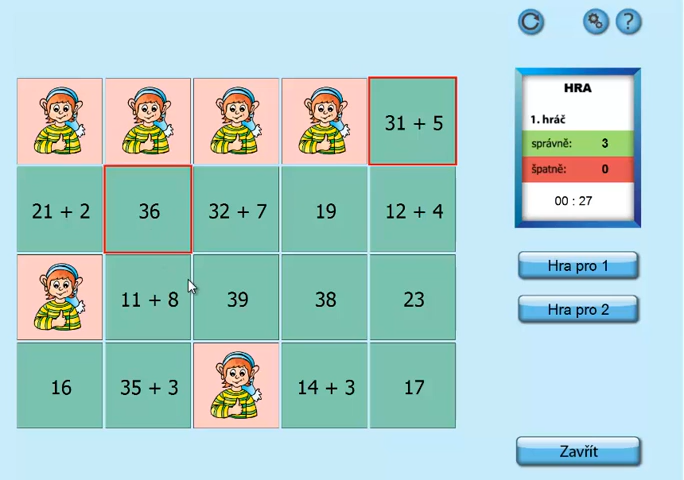 31 + 5
21 + 2
36
32 + 7
19
12 + 4
11 + 8
39
38
23
16
35 + 3
14 + 3
17
?
HRA
1. hráč
správně: 3
špatně: 0
00 : 27
Hra pro 1
Hra pro 2
Zavřít